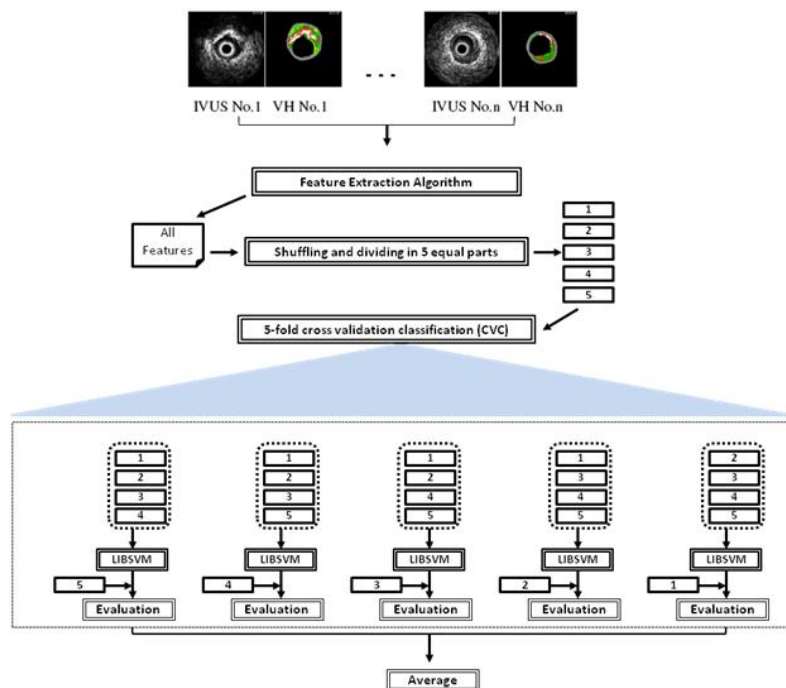 IVUS No.1 VH No.1 IVUS No.n VH No.n
Feature Extraction Algorithm
All
Features
Shuffling and dividing in 5 equal parts
1
2
3
4
5
5-fold cross validation classification (CVC)
1 1 1 1 2
2 2 2 3 3
3 3 4 4 4
4 5 5 5 5
LIBSVM LIBSVM LIBSVM LIBSVM LIBSVM
5 4 3 2 1
Evaluation Evaluation Evaluation Evaluation Evaluation
Average